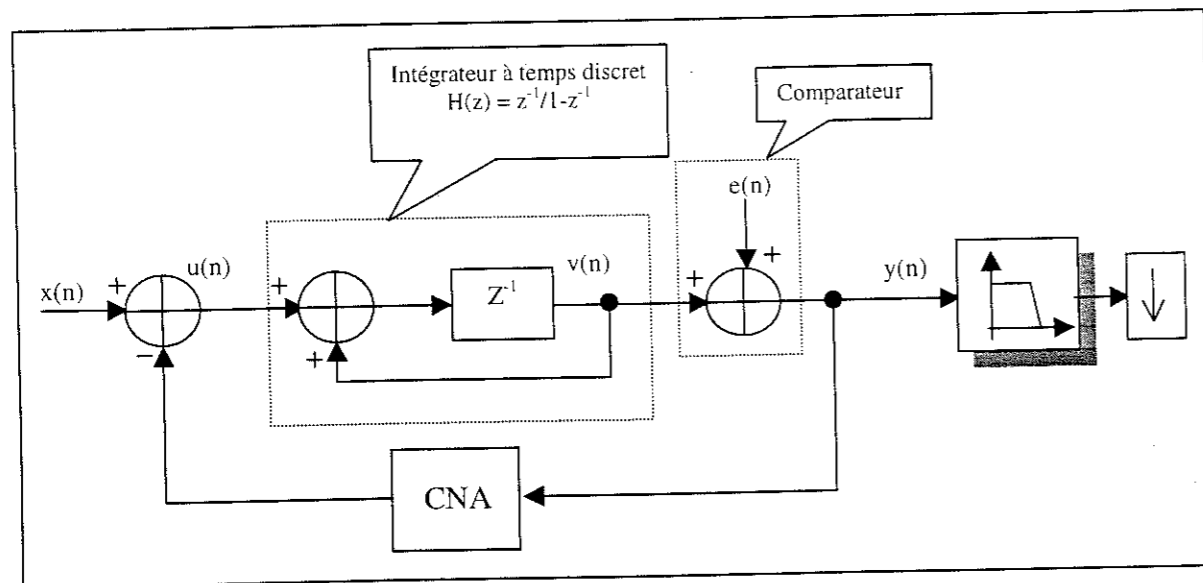 Intégrateur à temps discret
H(z) = z⁻¹/1-z⁻¹
Comparateur
e(n)
+
x(n)
+
u(n)
+
Z⁻¹
v(n)
+
y(n)
−
+
CNA